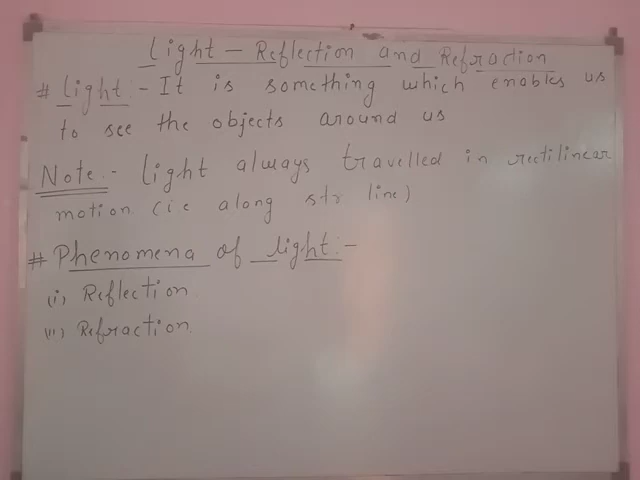 Light - Reflection and Refraction
# Light :- It is something which enables us
to see the objects around us
Note :- Light always travelled in rectilinear
motion (ie along str line)
# Phenomena of light :-
(i) Reflection
(ii) Refraction